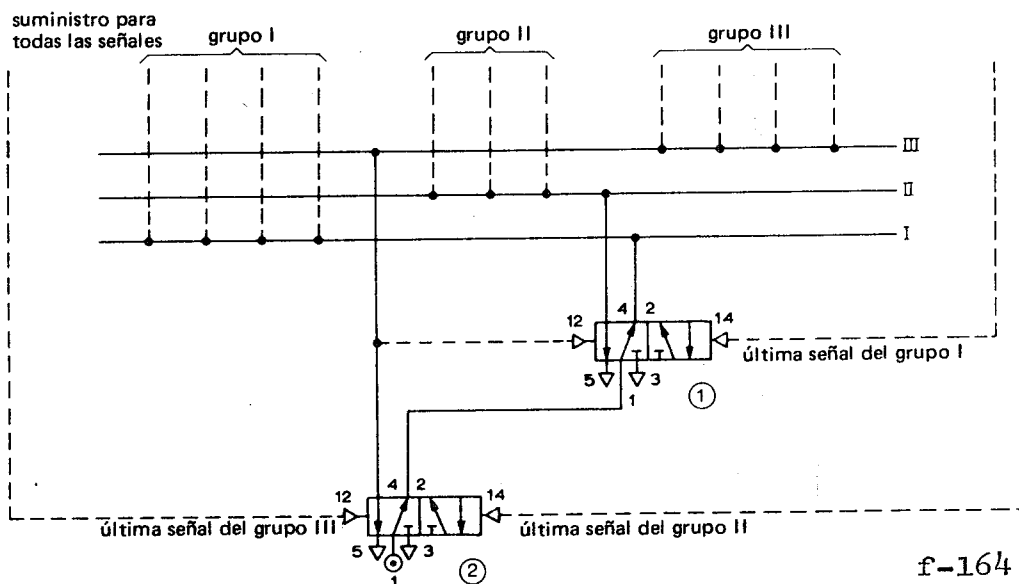 suministro para
todas las señales
grupo I
grupo II
grupo III
III
II
I
4 2
12
14
última señal del grupo I
5 3
1
1
4 2
12
14
última señal del grupo III
última señal del grupo II
5 3
1
2
f-164